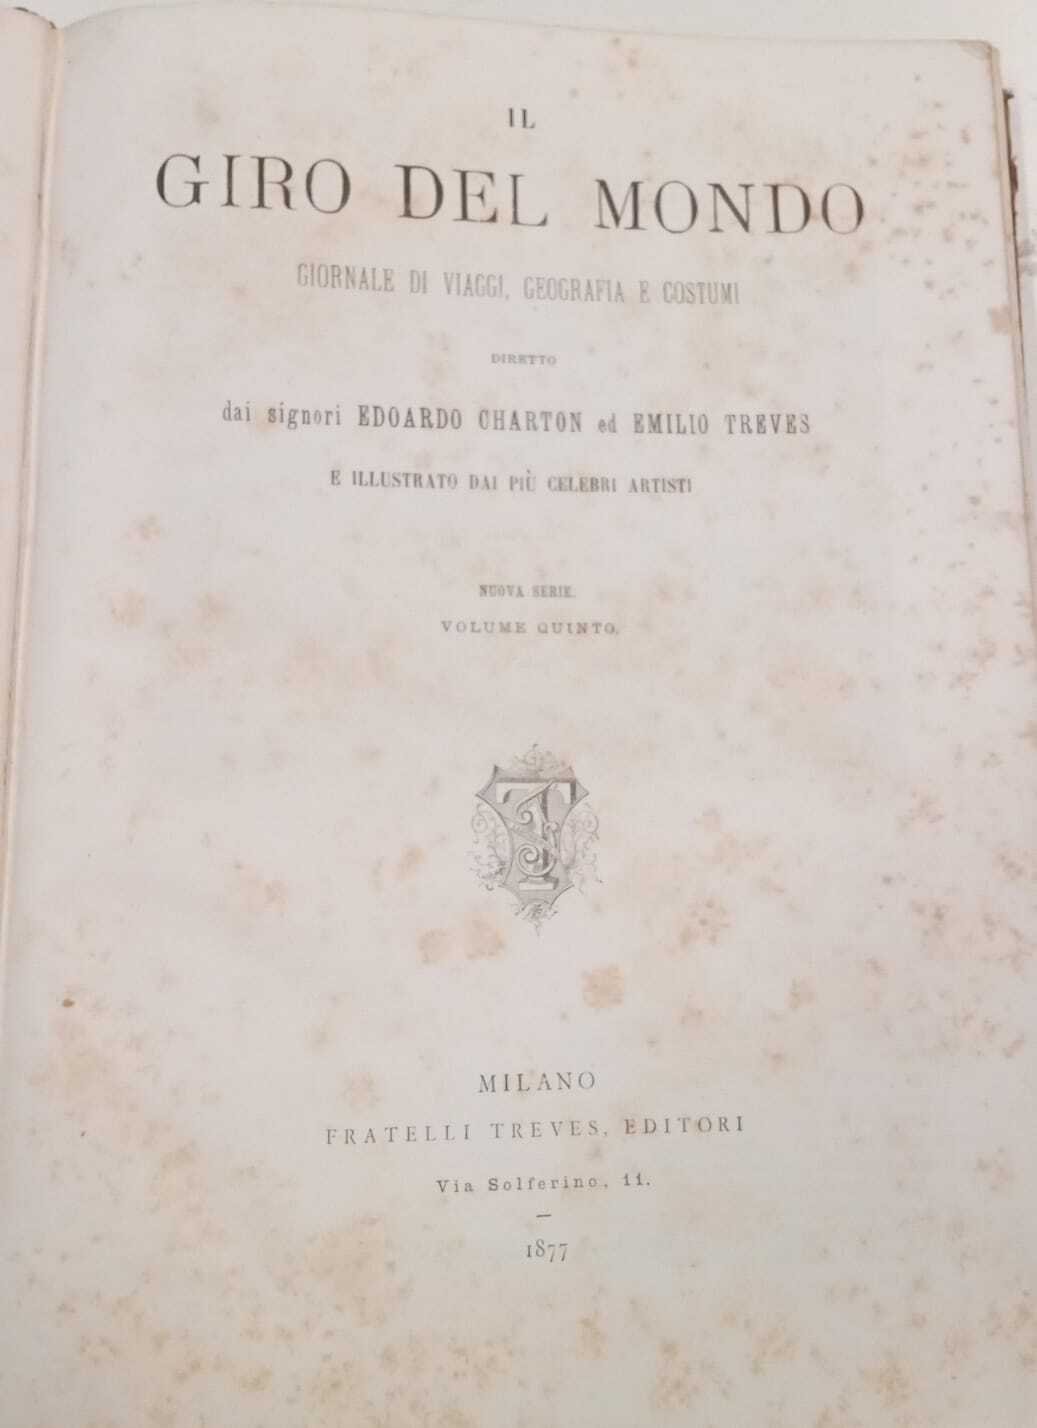 IL
GIRO DEL MONDO
GIORNALE DI VIAGGI, GEOGRAFIA E COSTUMI
DIRETTO
dai signori EDOARDO CHARTON ed EMILIO TREVES
E ILLUSTRATO DAI PIÙ CELEBRI ARTISTI
NUOVA SERIE.
VOLUME QUINTO.
MILANO
FRATELLI TREVES, EDITORI
Via Solferino, 11.
1877